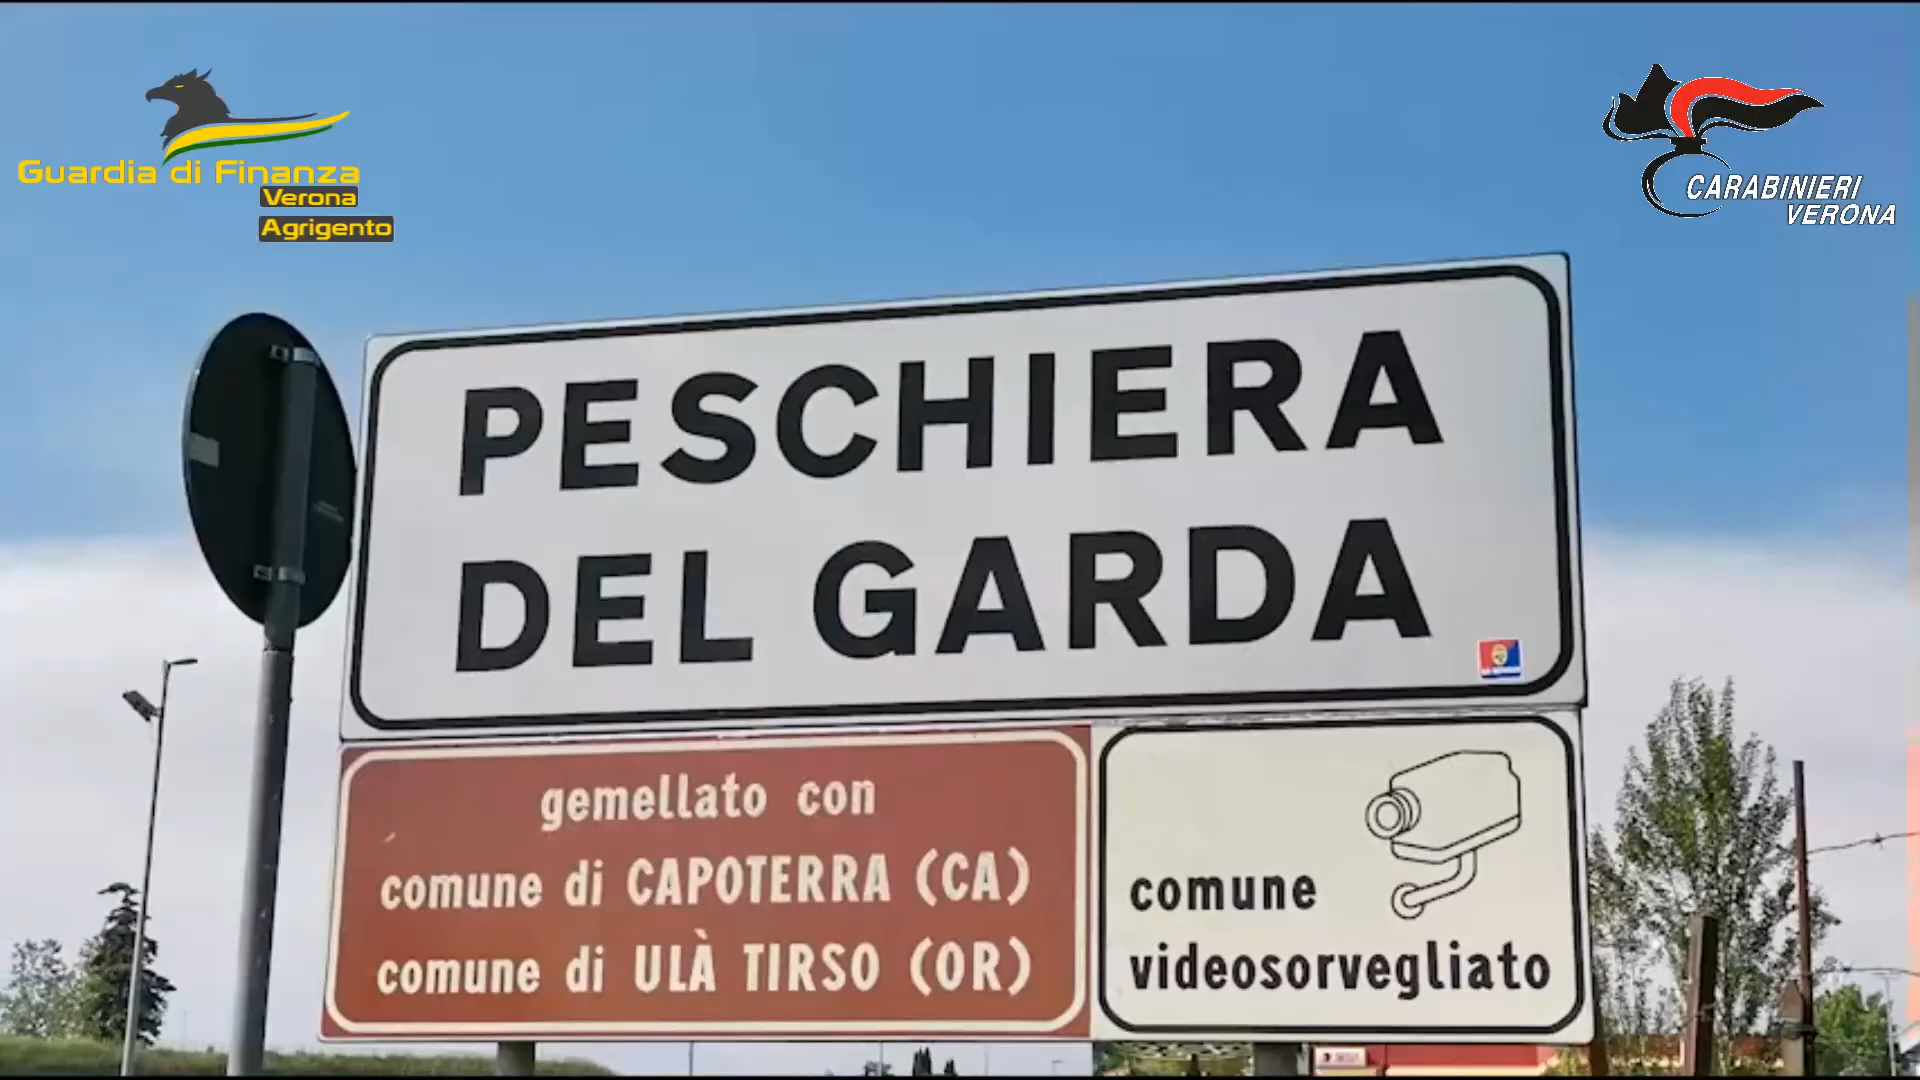 Guardia di Finanza
Verona
Agrigento
CARABINIERI
VERONA
PESCHIERA
DEL GARDA
gemellato con
comune di CAPOTERRA (CA)
comune di ULÀ TIRSO (OR)
comune
videosorvegliato